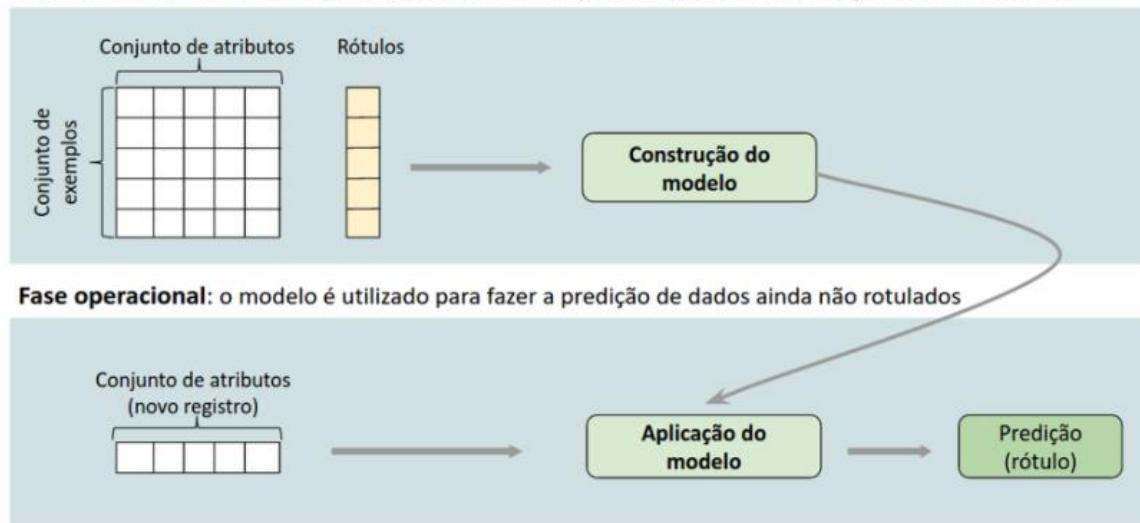 Conjunto de atributos
Rótulos
Conjunto de
exemplos
Construção do
modelo
Fase operacional: o modelo é utilizado para fazer a predição de dados ainda não rotulados
Conjunto de atributos
(novo registro)
Aplicação do
modelo
Predição
(rótulo)